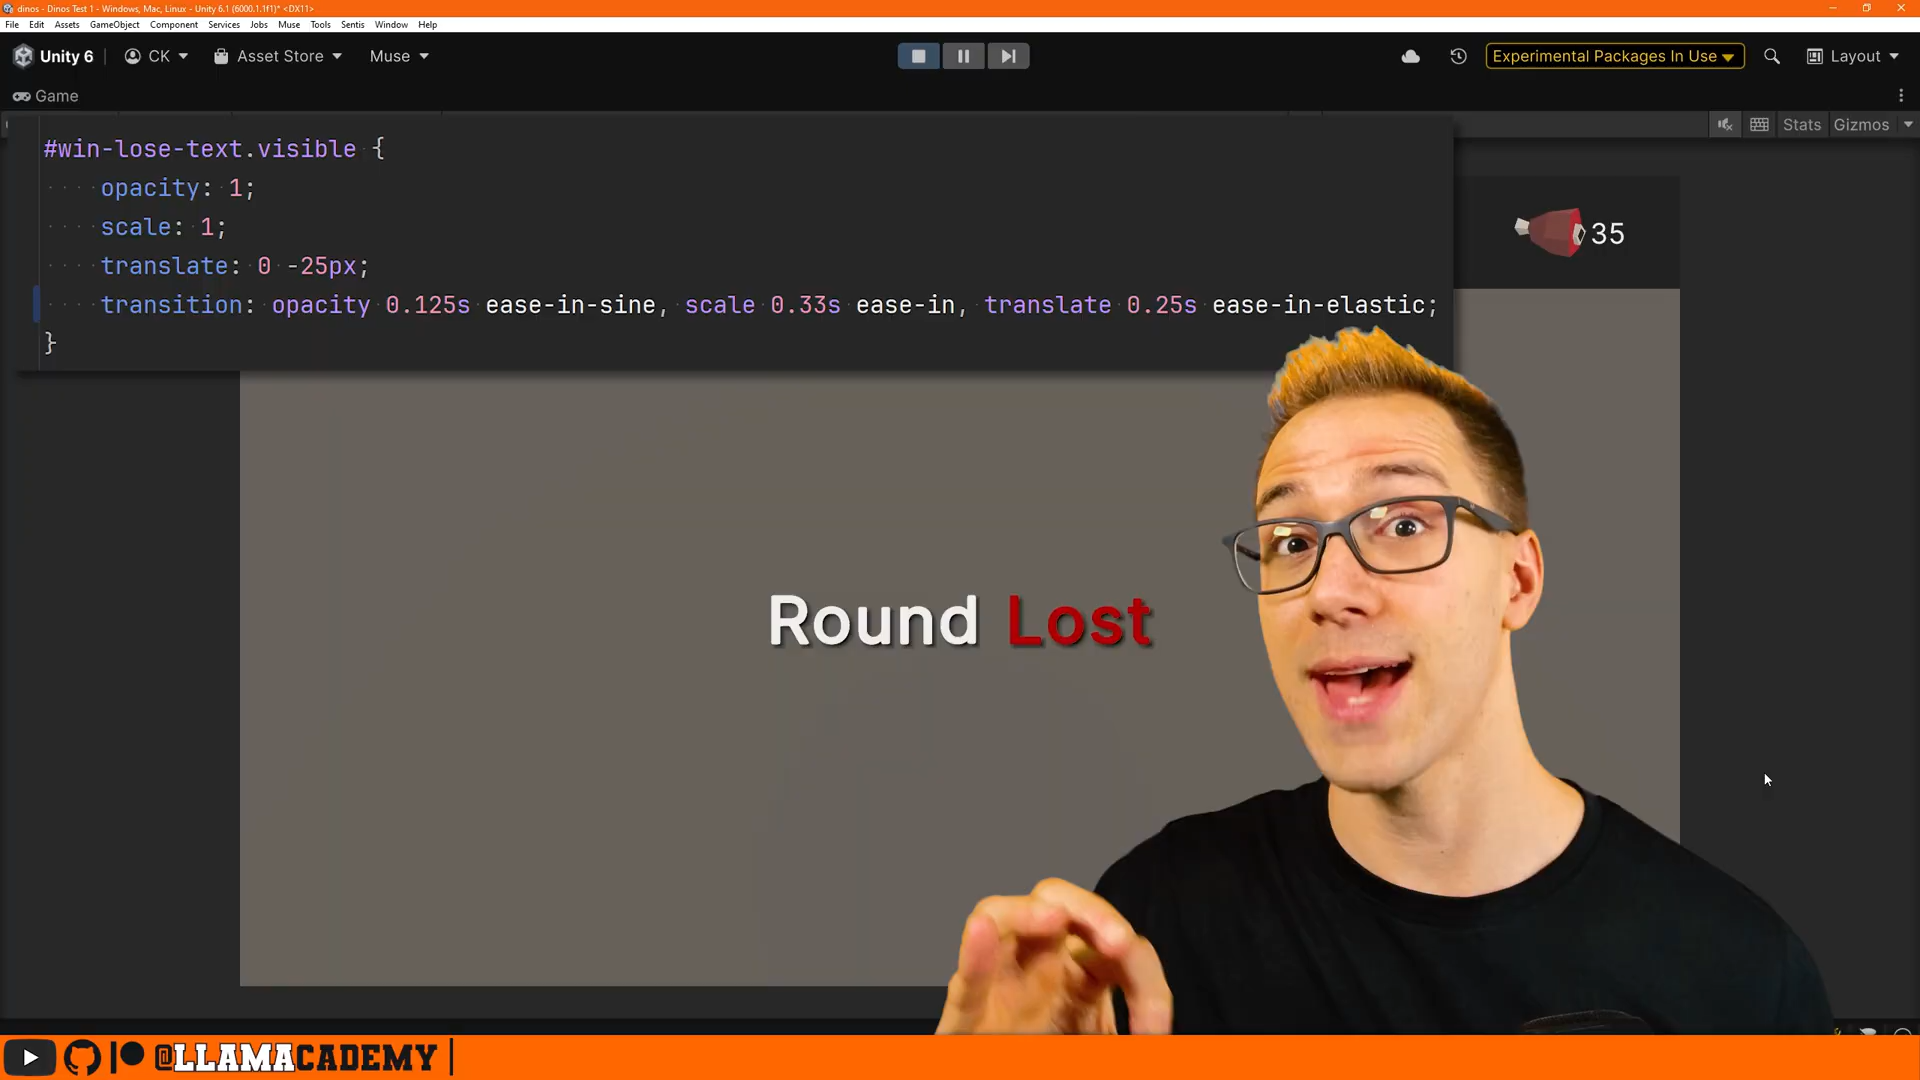 dinos - Dinos Test 1 - Windows, Mac, Linux - Unity 6.1 (6000.1.1f1)* <DX11>
File Edit Assets GameObject Component Services Jobs Muse Tools Sentis Window Help
Unity 6 CK Asset Store Muse Experimental Packages In Use Layout
Game
Stats Gizmos
#win-lose-text.visible {
opacity: 1;
scale: 1;
translate: 0 -25px;
transition: opacity 0.125s ease-in-sine, scale 0.33s ease-in, translate 0.25s ease-in-elastic;
}
35
Round Lost
@LLAMACADEMY